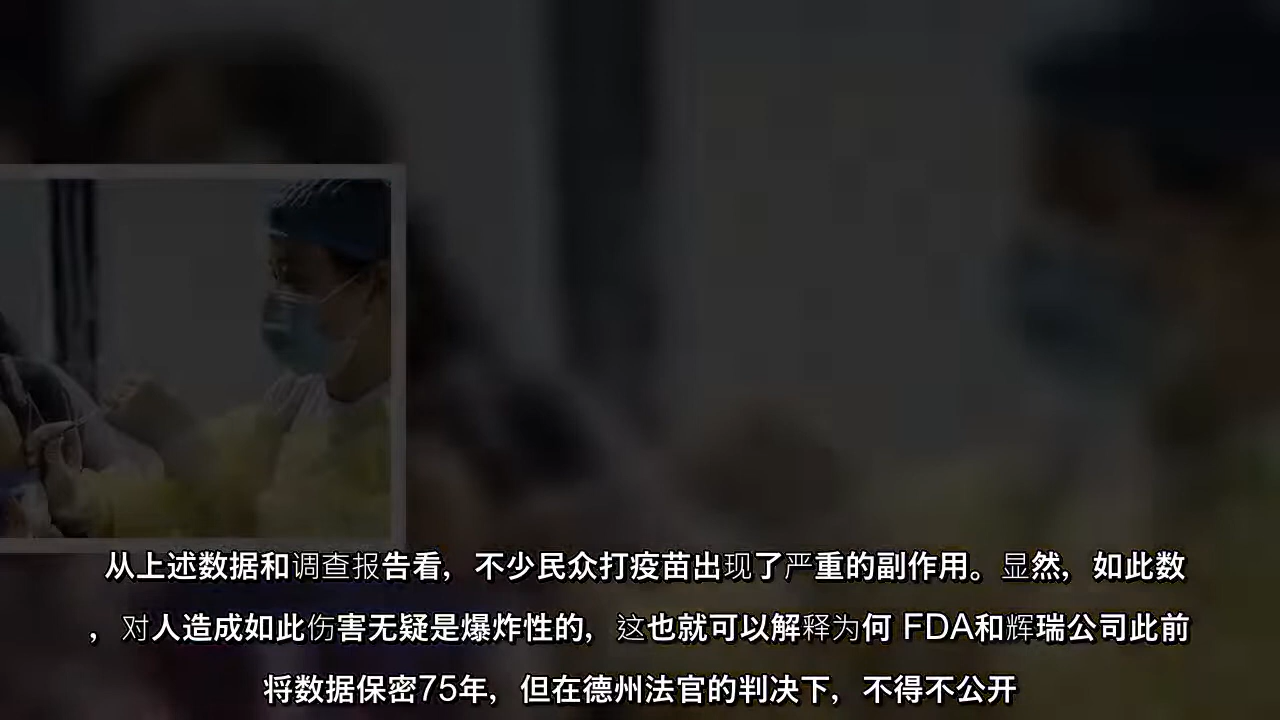 从上述数据和调查报告看，不少民众打疫苗出现了严重的副作用。显然，如此数
，对人造成如此伤害无疑是爆炸性的，这也就可以解释为何 FDA和辉瑞公司此前
将数据保密75年，但在德州法官的判决下，不得不公开